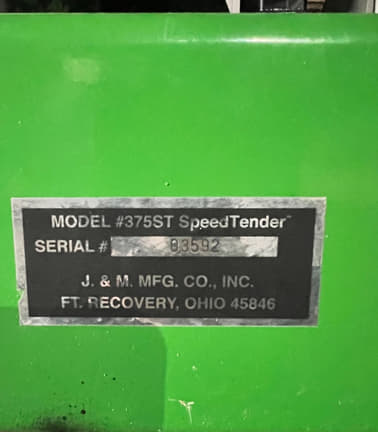 MODEL #375ST SpeedTender™
SERIAL # 83592
J. & M. MFG. CO., INC.
FT. RECOVERY, OHIO 45846